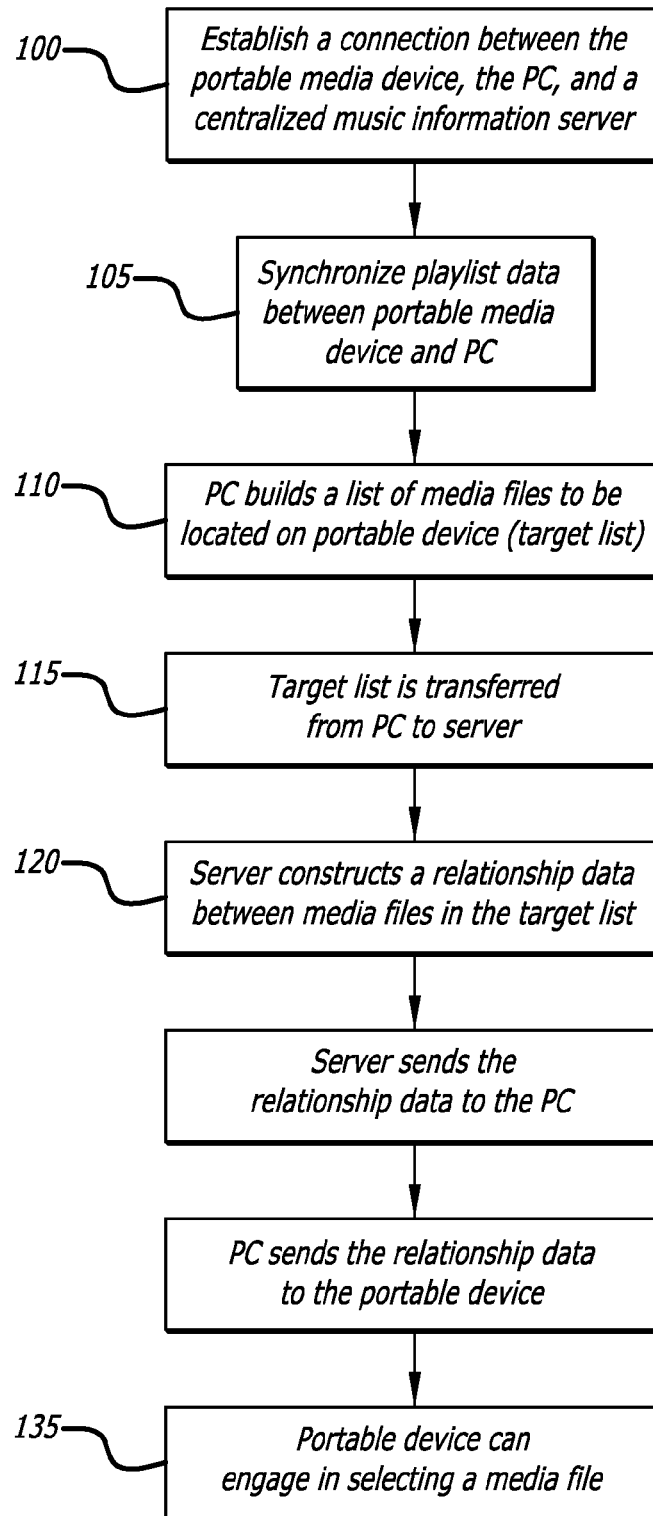 100
Establish a connection between the
portable media device, the PC, and a
centralized music information server
105
Synchronize playlist data
between portable media
device and PC
110
PC builds a list of media files to be
located on portable device (target list)
115
Target list is transferred
from PC to server
120
Server constructs a relationship data
between media files in the target list
Server sends the
relationship data to the PC
PC sends the relationship data
to the portable device
135
Portable device can
engage in selecting a media file